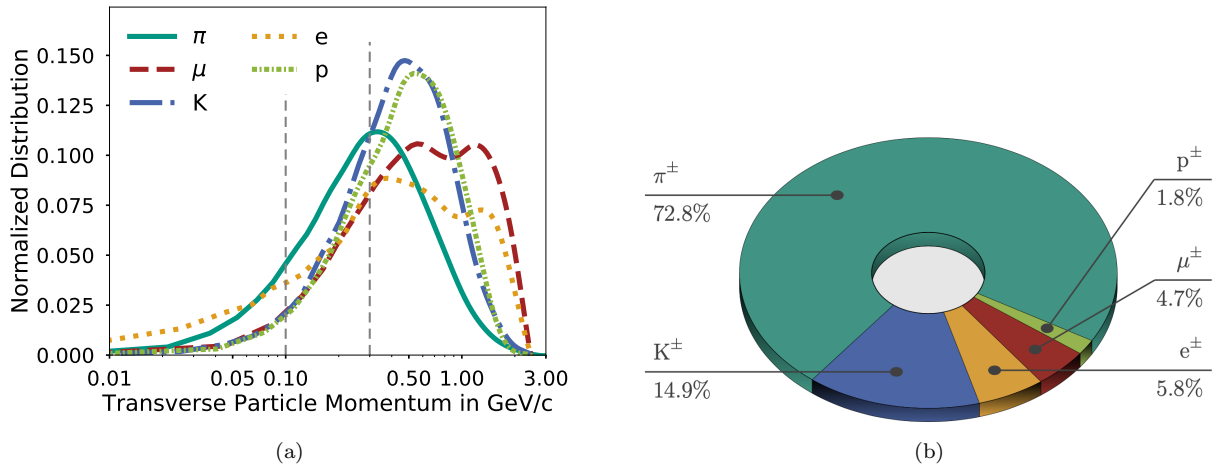 0.150
0.125
0.100
0.075
0.050
0.025
0.000
Normalized Distribution
π
μ
K
e
p
0.01
0.05
0.10
0.50
1.00
3.00
Transverse Particle Momentum in GeV/c
(a)
π±
72.8%
K±
14.9%
p±
1.8%
μ±
4.7%
e±
5.8%
(b)